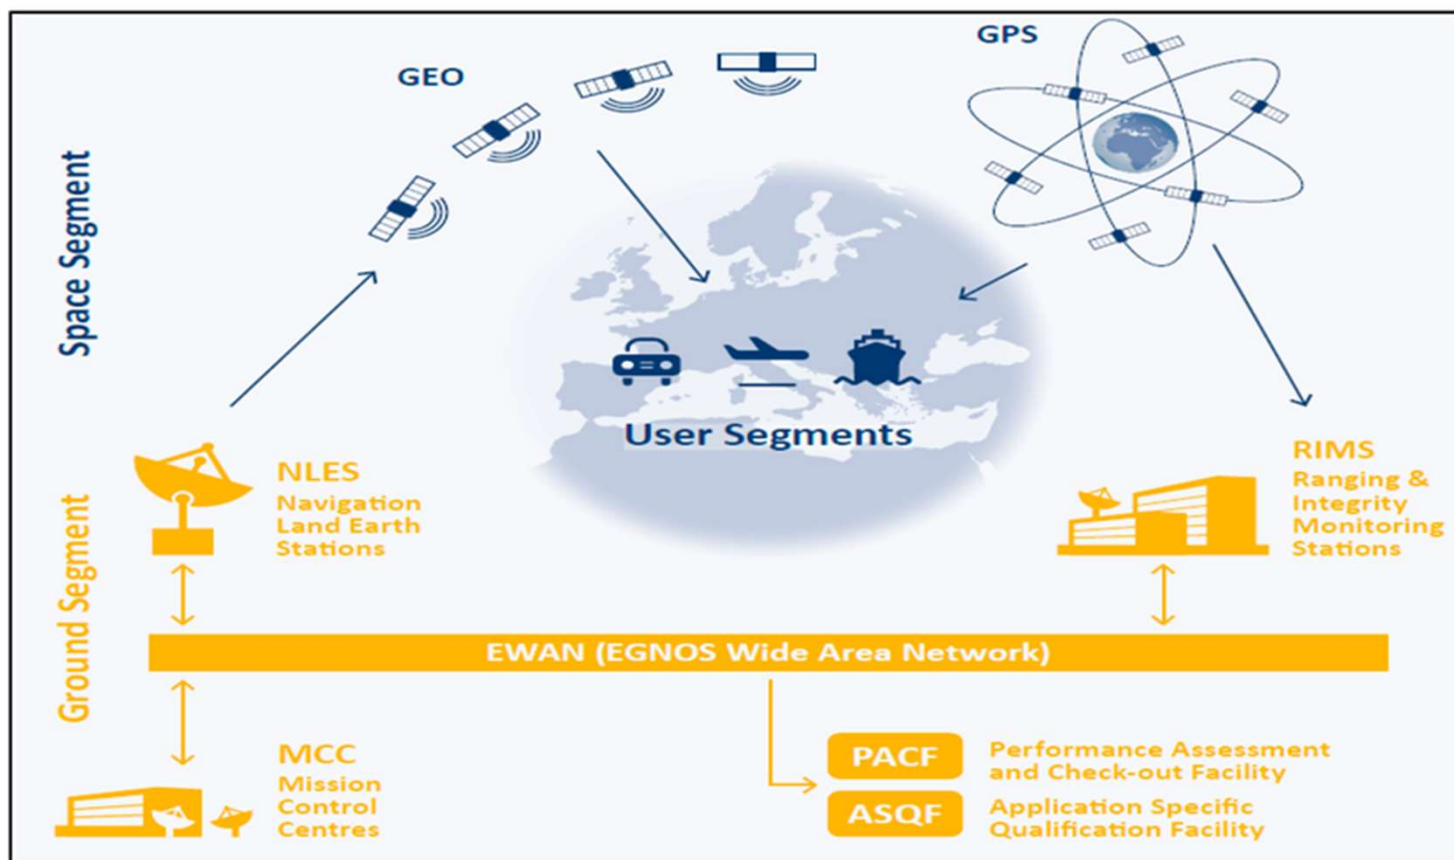 GPS
GEO
Space Segment
User Segments
NLES
Navigation
Land Earth
Stations
RIMS
Ranging &
Integrity
Monitoring
Stations
Ground Segment
EWAN (EGNOS Wide Area Network)
MCC
Mission
Control
Centres
PACF
Performance Assessment
and Check-out Facility
ASQF
Application Specific
Qualification Facility